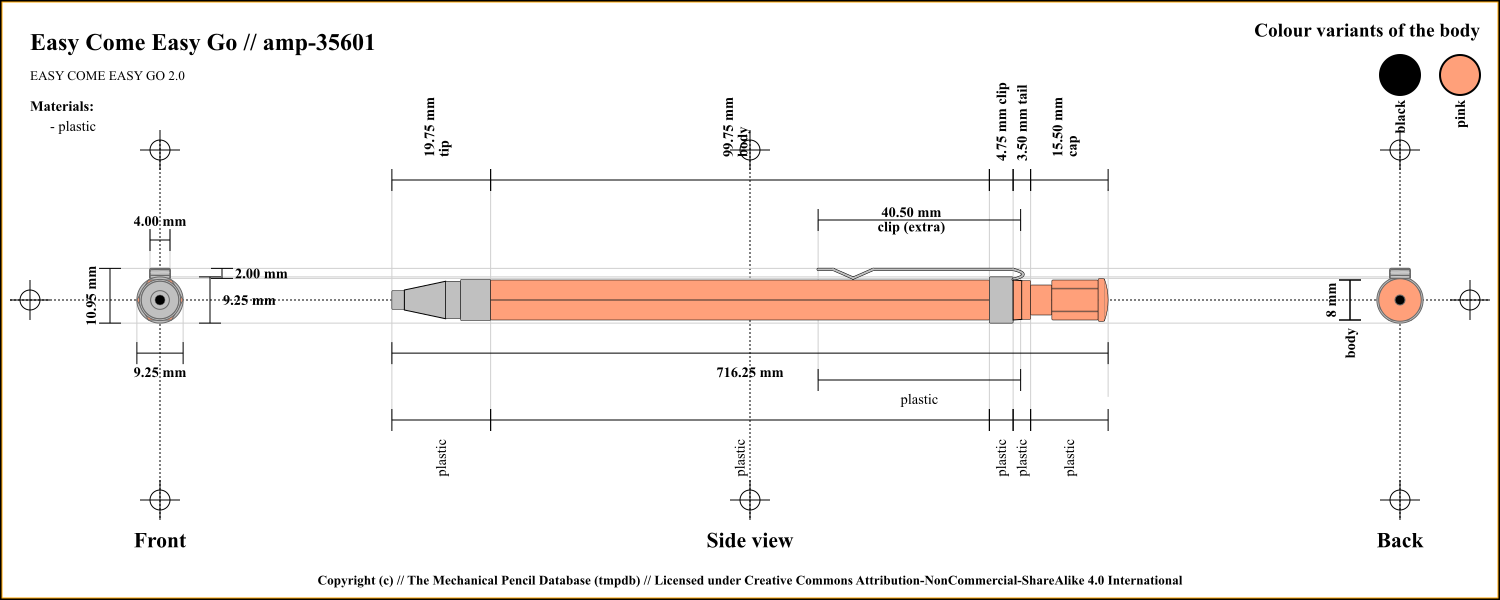 Easy Come Easy Go // amp-35601
EASY COME EASY GO 2.0
Materials:
- plastic
Colour variants of the body
black
pink
19.75 mm
tip
99.75 mm
body
4.75 mm clip
3.50 mm tail
15.50 mm
cap
40.50 mm
clip (extra)
4.00 mm
2.00 mm
10.95 mm
9.25 mm
9.25 mm
8 mm
body
716.25 mm
plastic
plastic
plastic
plastic
plastic
plastic
Front
Side view
Back
Copyright (c) // The Mechanical Pencil Database (tmpdb) // Licensed under Creative Commons Attribution-NonCommercial-ShareAlike 4.0 International